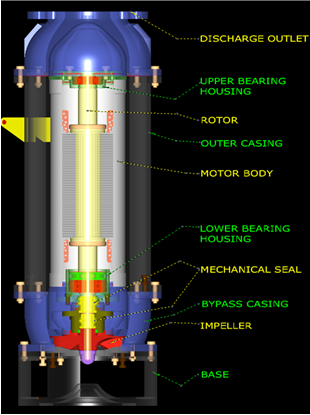 DISCHARGE OUTLET
UPPER BEARING
HOUSING
ROTOR
OUTER CASING
MOTOR BODY
LOWER BEARING
HOUSING
MECHANICAL SEAL
BYPASS CASING
IMPELLER
BASE